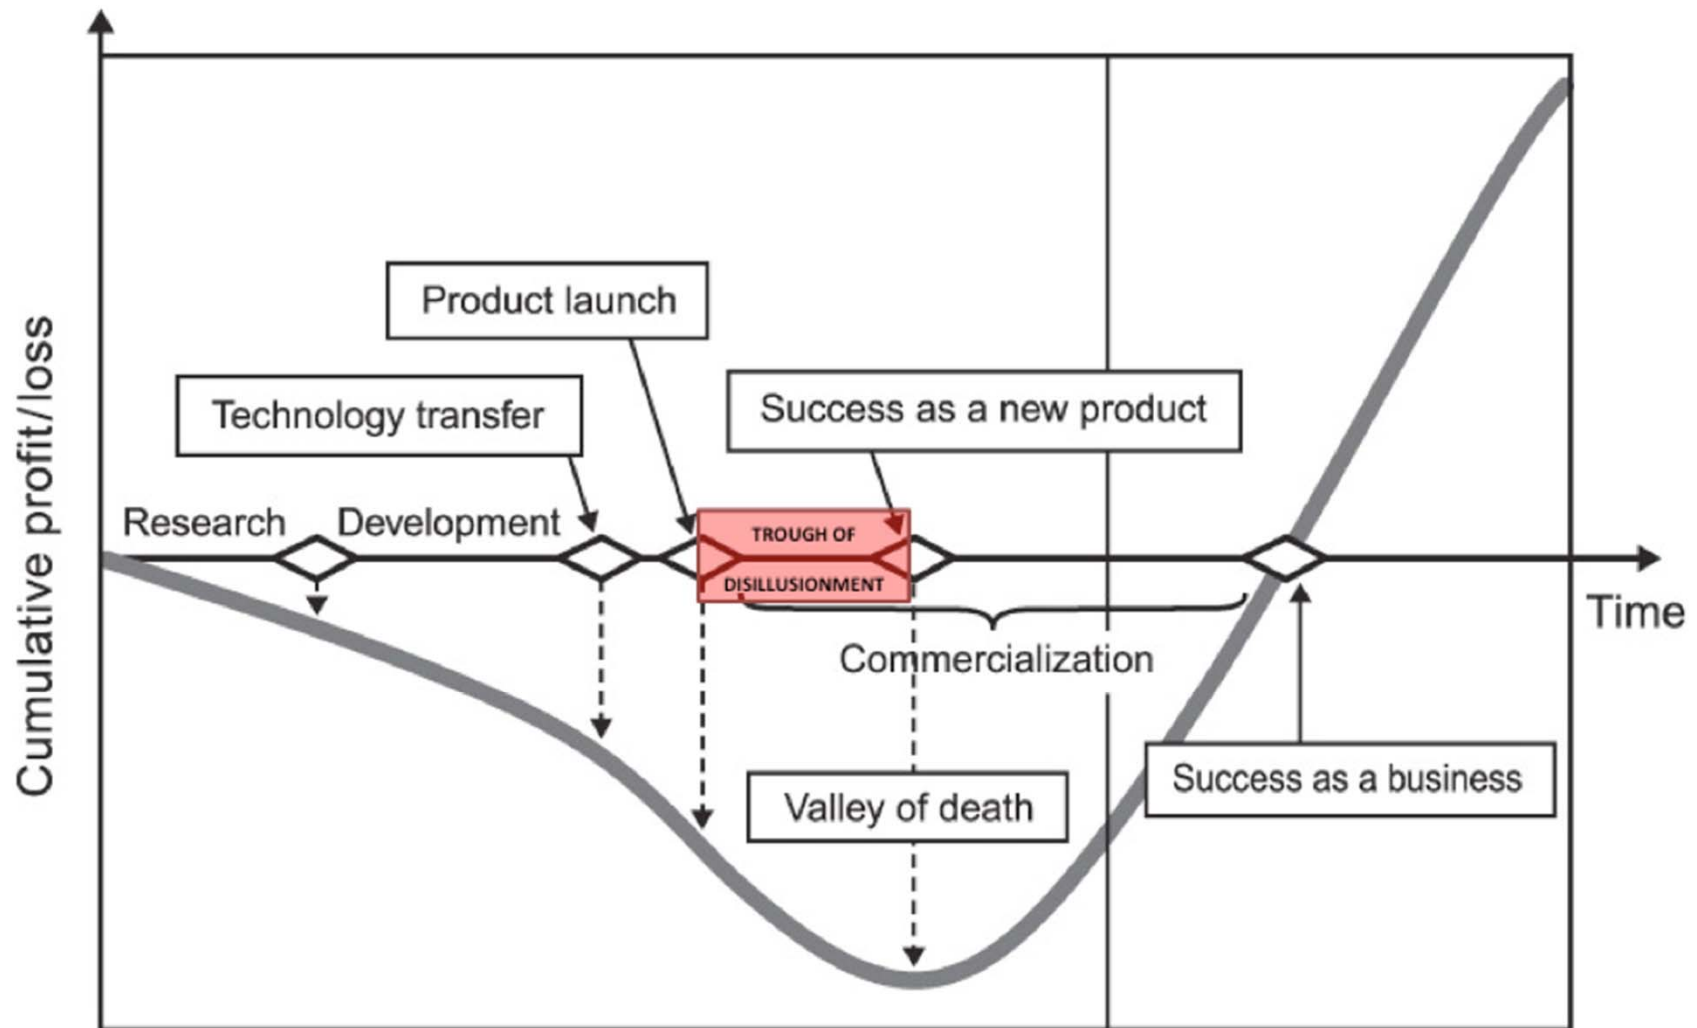 Product launch
Technology transfer
Success as a new product
Research
Development
TROUGH OF
DISILLUSIONMENT
Time
Commercialization
Valley of death
Success as a business
Cumulative profit/loss